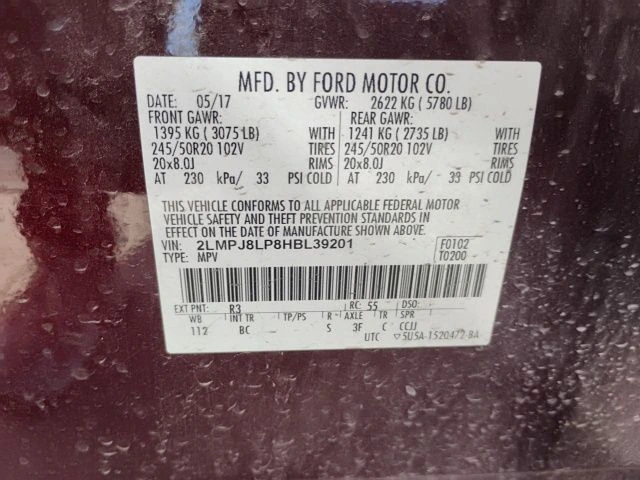 MFD. BY FORD MOTOR CO.
DATE: 05/17 GVWR: 2622 KG ( 5780 LB)
FRONT GAWR: REAR GAWR:
1395 KG ( 3075 LB) WITH 1241 KG ( 2735 LB) WITH
245/50R20 102V TIRES 245/50R20 102V TIRES
20x8.0J RIMS 20x8.0J RIMS
AT 230 kPa/ 33 PSI COLD AT 230 kPa/ 33 PSI COLD
THIS VEHICLE CONFORMS TO ALL APPLICABLE FEDERAL MOTOR
VEHICLE SAFETY AND THEFT PREVENTION STANDARDS IN
EFFECT ON THE DATE OF MANUFACTURE SHOWN ABOVE.
VIN: 2LMPJ8LP8HBL39201 F0102
TYPE: MPV T0200
EXT PNT: R3 RC: 55 DSO:
WB INT TR TP/PS R AXLE TR SPR
112 BC S 3F C CCJJ
UTC ▽5U5A-1520472-BA